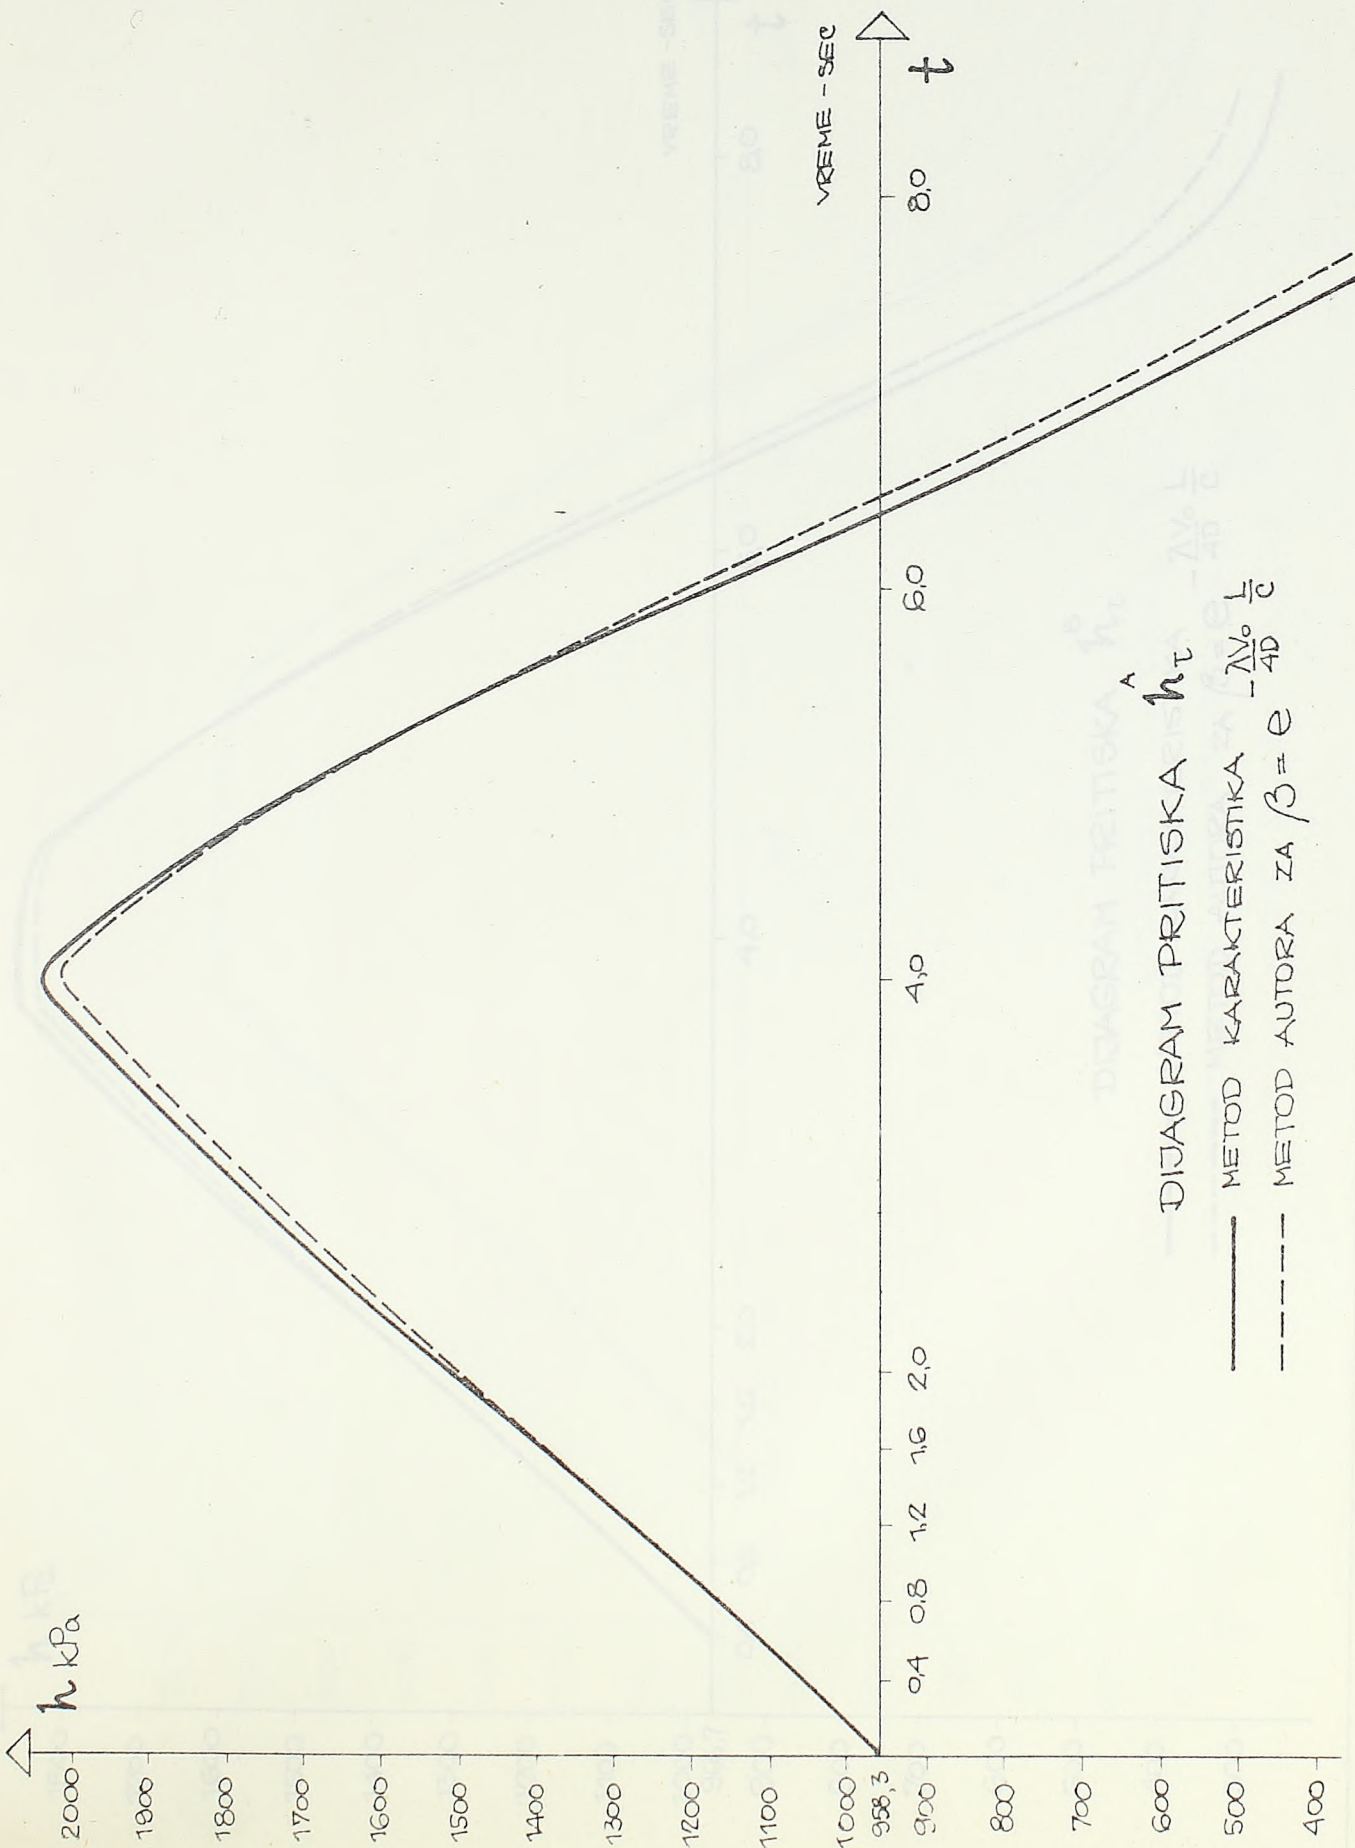 h kPa
2000
1900
1800
1700
1600
1500
1400
1300
1200
1100
1000
958,3
900
800
700
600
500
400
0,4 0,8 1,2 1,6 2,0 4,0 6,0 8,0
VREME - SEC
t
DIJAGRAM PRITISKA h^A_τ
METOD KARAKTERISTIKA
METOD AUTORA ZA β = e^{-λV₀/4D L/C}